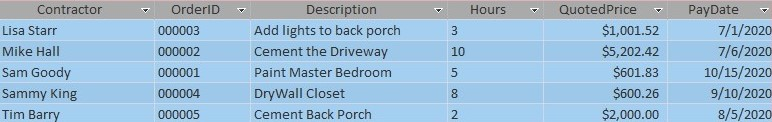 Contractor OrderID Description Hours QuotedPrice PayDate
Lisa Starr 000003 Add lights to back porch 3 $1,001.52 7/1/2020
Mike Hall 000002 Cement the Driveway 10 $5,202.42 7/6/2020
Sam Goody 000001 Paint Master Bedroom 5 $601.83 10/15/2020
Sammy King 000004 DryWall Closet 8 $600.26 9/10/2020
Tim Barry 000005 Cement Back Porch 2 $2,000.00 8/5/2020